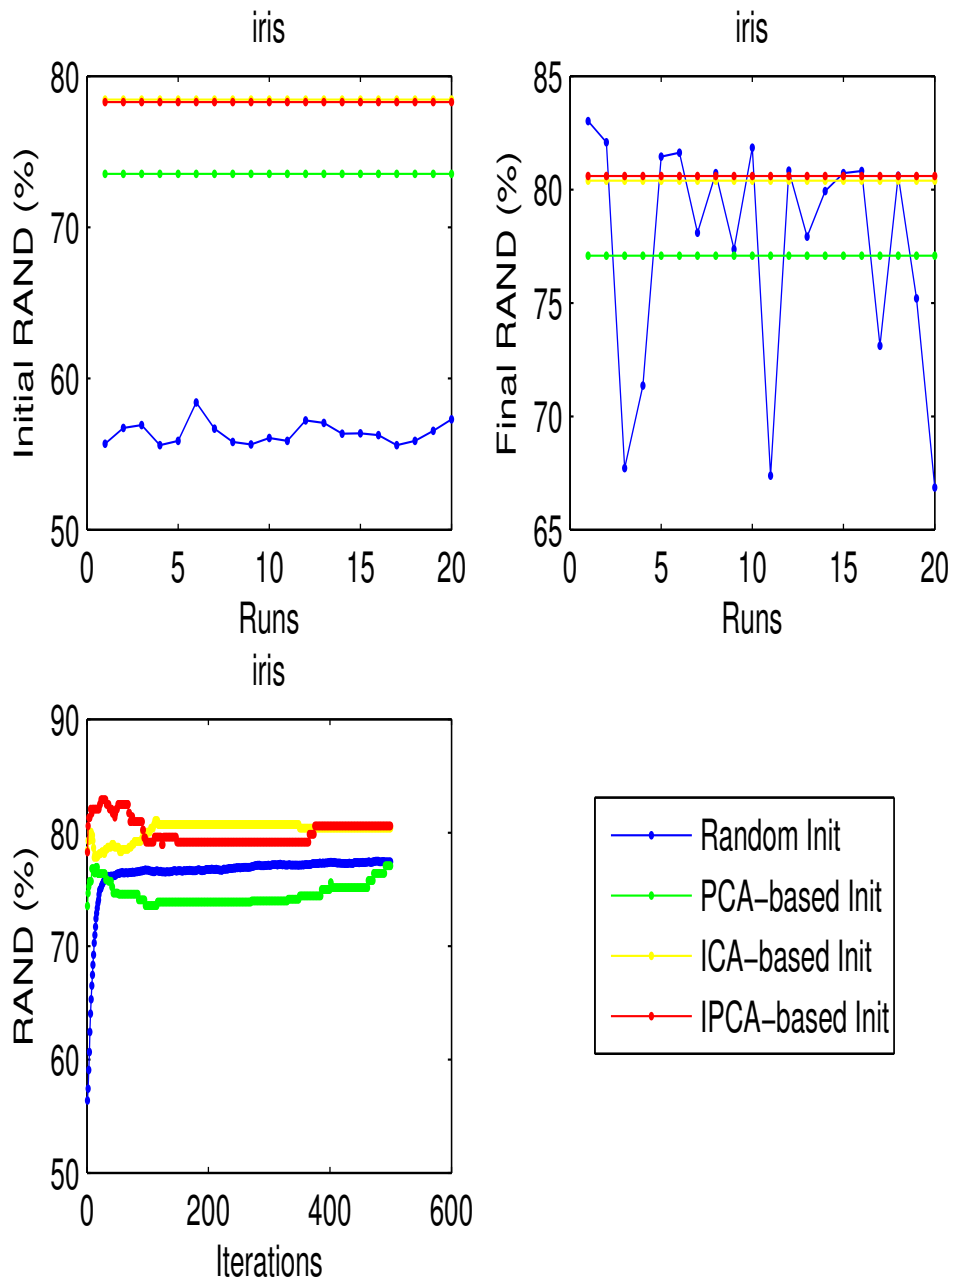 iris
80
70
60
50
0 5 10 15 20
Initial RAND (%)
Runs
iris
85
80
75
70
65
0 5 10 15 20
Final RAND (%)
Runs
iris
90
80
70
60
50
0 200 400 600
RAND (%)
Iterations
Random Init
PCA−based Init
ICA−based Init
IPCA−based Init